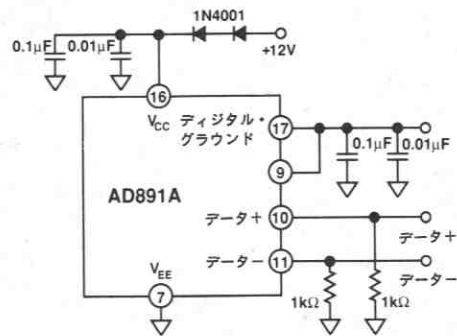 1N4001
0.1μF 0.01μF
+12V
16
VCC ディジタル・
グラウンド
17
0.1μF 0.01μF
9
AD891A
データ+ 10
データ+
データー 11
データー
VEE
7
1kΩ 1kΩ